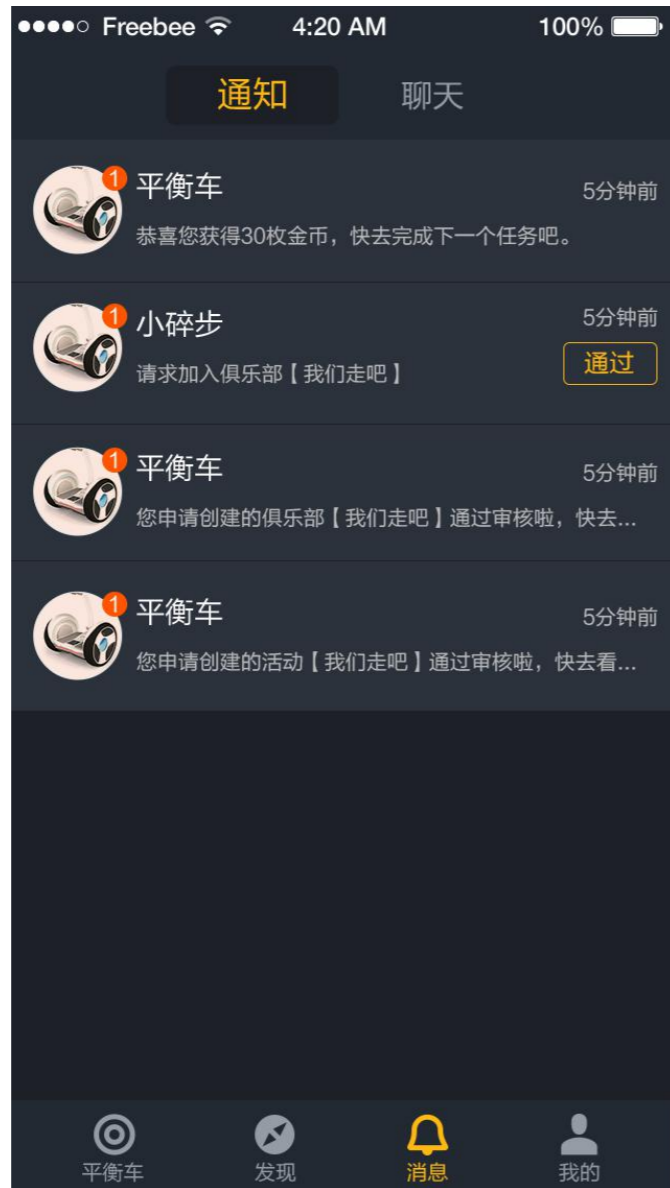 Freebee 4:20 AM 100%
通知 聊天
1 平衡车 5分钟前
恭喜您获得30枚金币，快去完成下一个任务吧。
1 小碎步 5分钟前
请求加入俱乐部【我们走吧】 通过
1 平衡车 5分钟前
您申请创建的俱乐部【我们走吧】通过审核啦，快去...
1 平衡车 5分钟前
您申请创建的活动【我们走吧】通过审核啦，快去看...
平衡车 发现 消息 我的